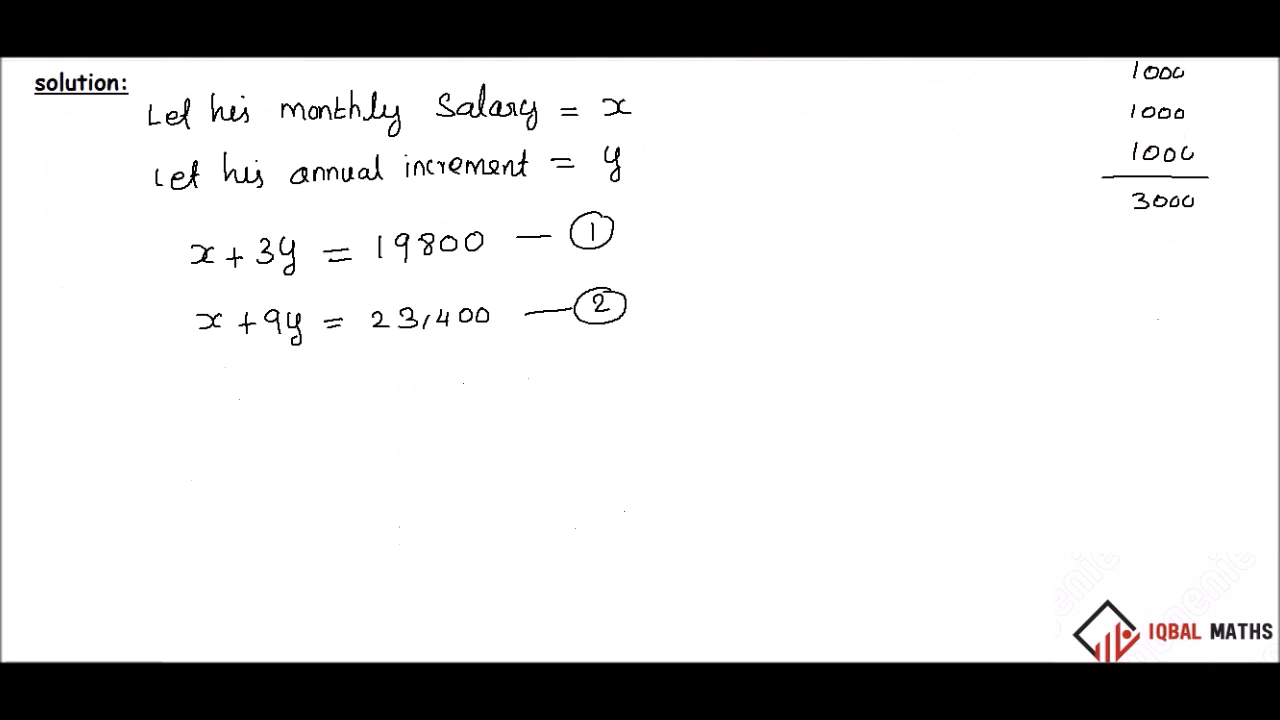 solution:
Let his monthly Salary = x
Let his annual increment = y
x + 3y = 19800 — ①
x + 9y = 23,400 — ②
1000
1000
1000
3000
IQBAL MATHS